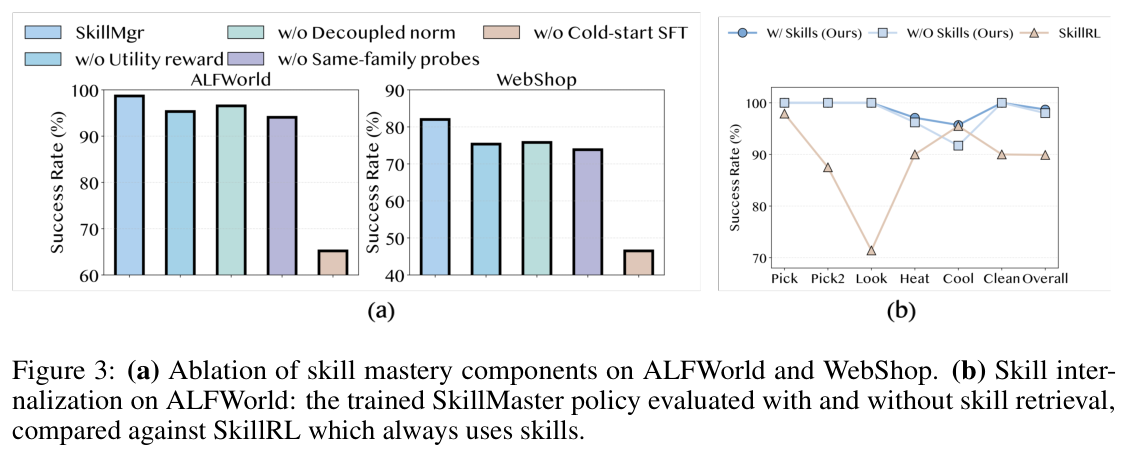 SkillMgr w/o Decoupled norm w/o Cold-start SFT
w/o Utility reward w/o Same-family probes
ALFWorld
Success Rate (%)
100
90
80
70
60
WebShop
Success Rate (%)
90
80
70
60
50
40
(a)
W/ Skills (Ours) W/O Skills (Ours) SkillRL
Success Rate (%)
100
90
80
70
Pick Pick2 Look Heat Cool Clean Overall
(b)
Figure 3: (a) Ablation of skill mastery components on ALFWorld and WebShop. (b) Skill inter-
nalization on ALFWorld: the trained SkillMaster policy evaluated with and without skill retrieval,
compared against SkillRL which always uses skills.